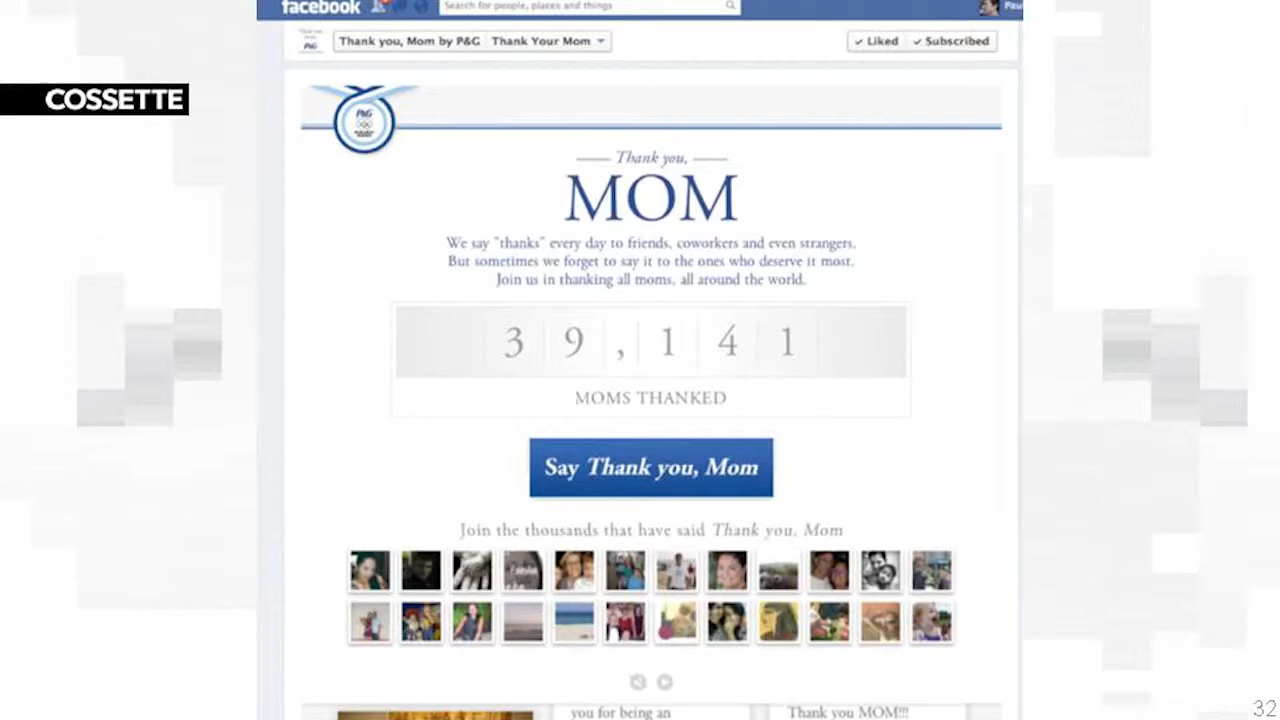 facebook
Search for people, places and things
Thank you, Mom by P&G
Thank Your Mom
✓ Liked
✓ Subscribed
COSSETTE
P&G
Thank you,
MOM
We say "thanks" every day to friends, coworkers and even strangers.
But sometimes we forget to say it to the ones who deserve it most.
Join us in thanking all moms, all around the world.
39,141
MOMS THANKED
Say Thank you, Mom
Join the thousands that have said Thank you, Mom
you for being an
Thank you MOM!!!
32